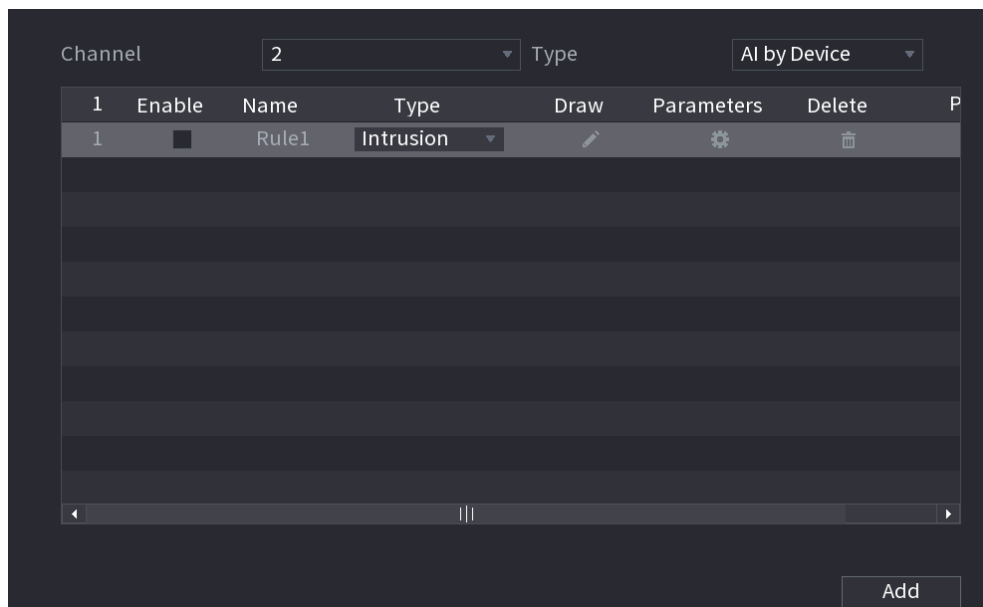 Channel 2 Type AI by Device
1 Enable Name Type Draw Parameters Delete P
1 Rule1 Intrusion
Add